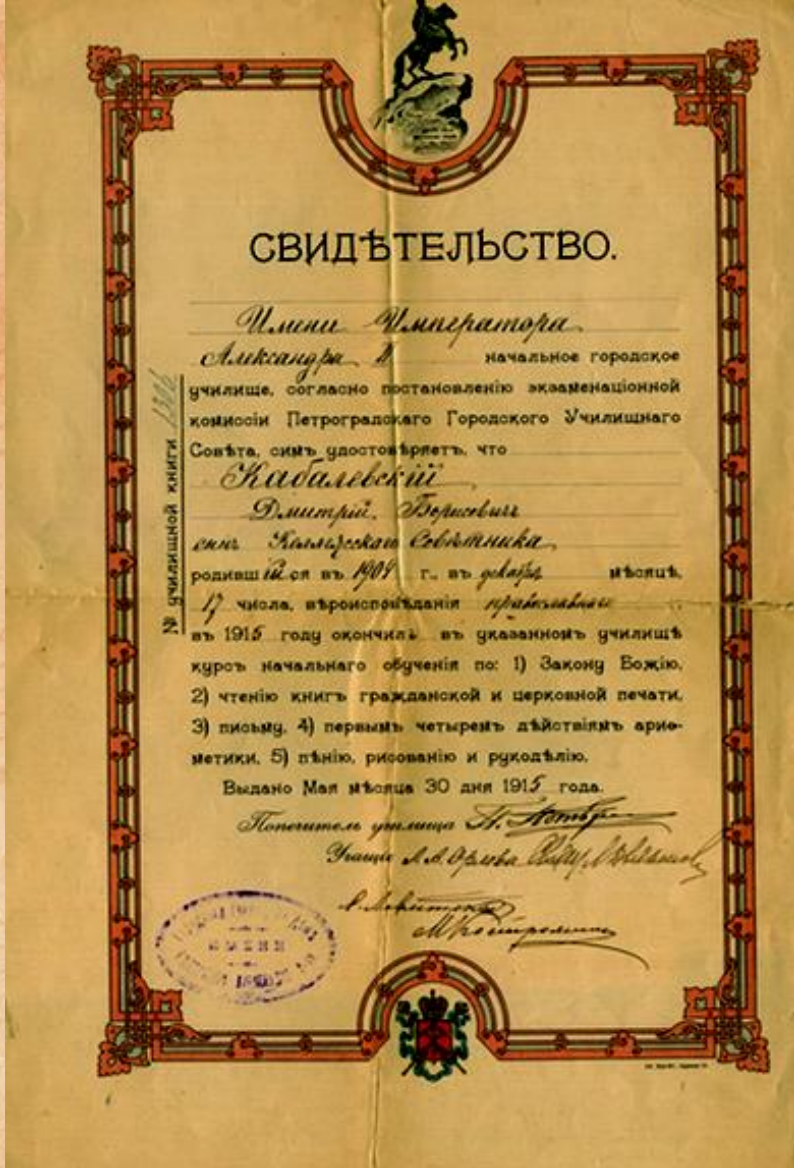 СВИДѢТЕЛЬСТВО.
Имени Императора
Александра II начальное городское
училище, согласно постановленію экзаменаціонной
комиссіи Петроградскаго Городского Училищнаго
Совѣта, симъ удостовѣряетъ, что
Кабалевскій
Дмитрій Борисовичъ
сынъ Коллежскаго Совѣтника
родившійся въ 1904 г., въ декабрѣ мѣсяцѣ,
17 числа, вѣроисповѣданія православнаго
въ 1915 году окончилъ въ указанномъ училищѣ
курсъ начальнаго обученія по: 1) Закону Божію,
2) чтенію книгъ гражданской и церковной печати,
3) письму, 4) первымъ четыремъ дѣйствіямъ ариѳ-
метики, 5) пѣнію, рисованію и рукодѣлію.
Выдано Мая мѣсяца 30 дня 1915 года.
Попечитель училища
Учащіе А. А. Орлова
№ училищной книги